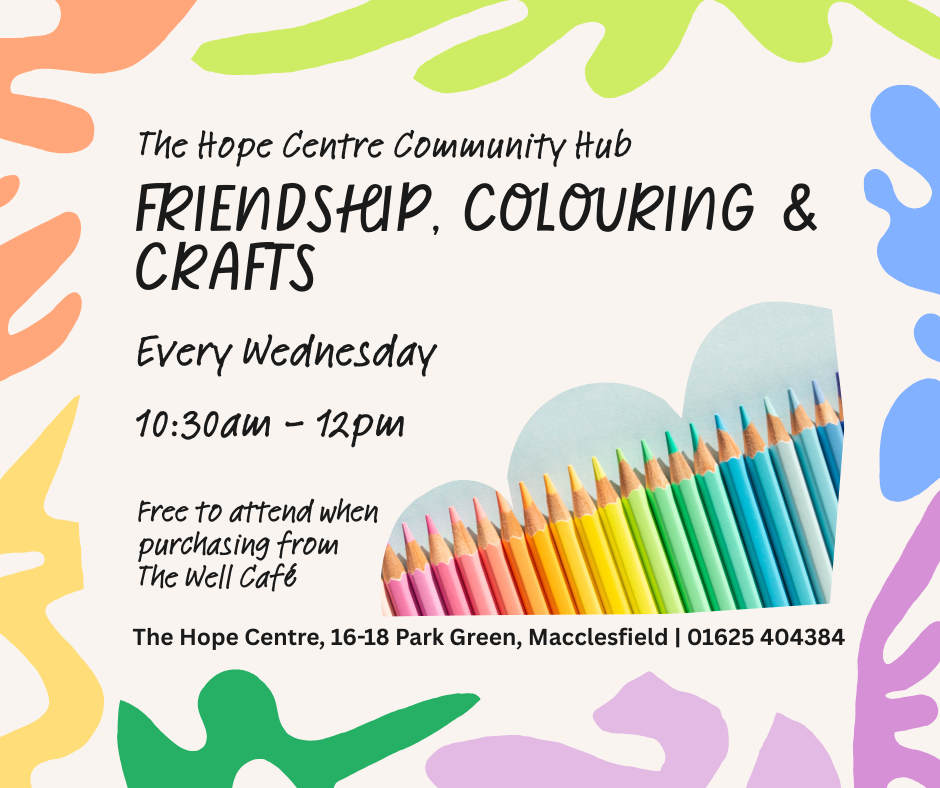 The Hope Centre Community Hub
FRIENDSHIP, COLOURING &
CRAFTS
Every Wednesday
10:30am - 12pm
Free to attend when
purchasing from
The Well Café
The Hope Centre, 16-18 Park Green, Macclesfield | 01625 404384